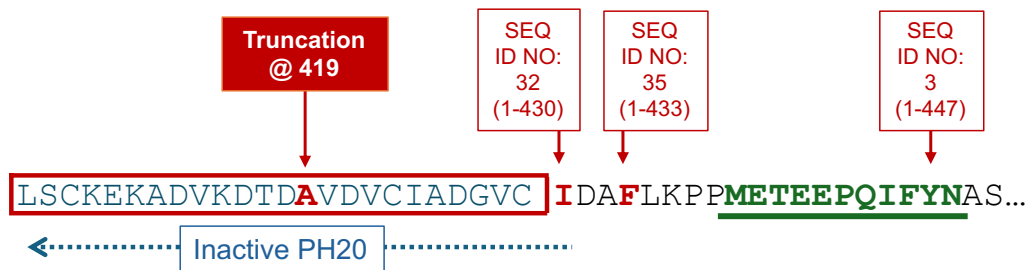 Truncation
@ 419
SEQ
ID NO:
32
(1-430)
SEQ
ID NO:
35
(1-433)
SEQ
ID NO:
3
(1-447)
LSCKEKADVKDTDAVDVCIADGVC IDAFLKPPMETEEPQIFYNAS…
Inactive PH20